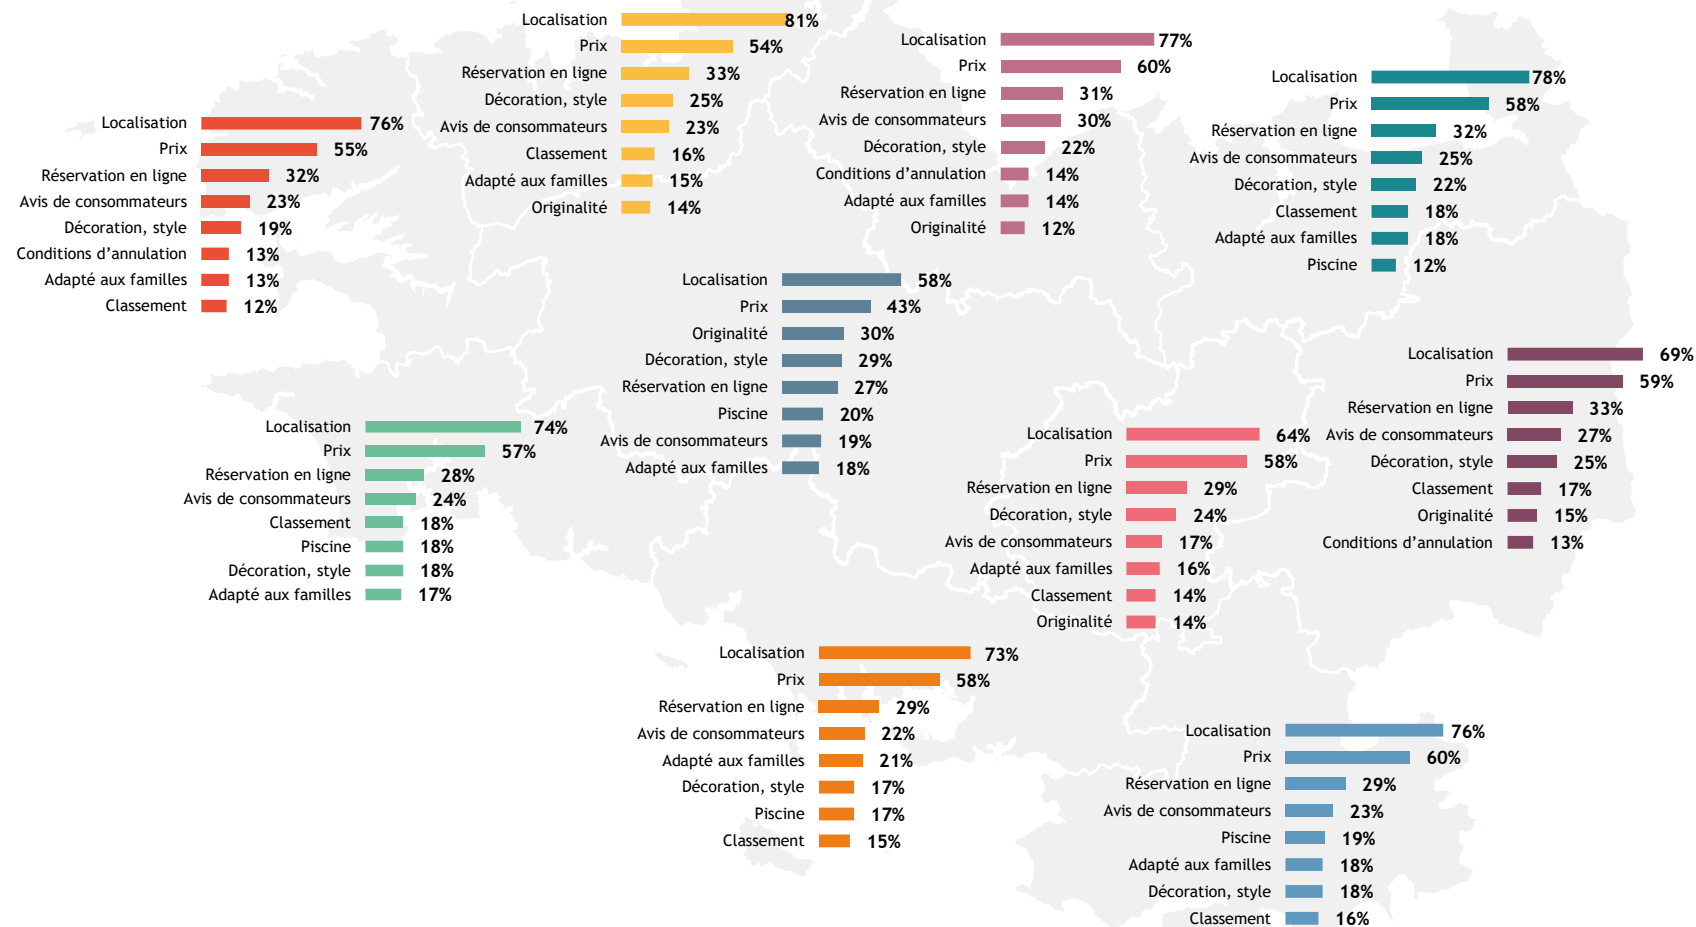 Localisation 81%
Prix 54%
Réservation en ligne 33%
Décoration, style 25%
Avis de consommateurs 23%
Classement 16%
Adapté aux familles 15%
Originalité 14%
Localisation 77%
Prix 60%
Réservation en ligne 31%
Avis de consommateurs 30%
Décoration, style 22%
Conditions d'annulation 14%
Adapté aux familles 14%
Originalité 12%
Localisation 78%
Prix 58%
Réservation en ligne 32%
Avis de consommateurs 25%
Décoration, style 22%
Classement 18%
Adapté aux familles 18%
Piscine 12%
Localisation 76%
Prix 55%
Réservation en ligne 32%
Avis de consommateurs 23%
Décoration, style 19%
Conditions d'annulation 13%
Adapté aux familles 13%
Classement 12%
Localisation 58%
Prix 43%
Originalité 30%
Décoration, style 29%
Réservation en ligne 27%
Piscine 20%
Avis de consommateurs 19%
Adapté aux familles 18%
Localisation 69%
Prix 59%
Réservation en ligne 33%
Avis de consommateurs 27%
Décoration, style 25%
Classement 17%
Originalité 15%
Conditions d'annulation 13%
Localisation 74%
Prix 57%
Réservation en ligne 28%
Avis de consommateurs 24%
Classement 18%
Piscine 18%
Décoration, style 18%
Adapté aux familles 17%
Localisation 64%
Prix 58%
Réservation en ligne 29%
Décoration, style 24%
Avis de consommateurs 17%
Adapté aux familles 16%
Classement 14%
Originalité 14%
Localisation 73%
Prix 58%
Réservation en ligne 29%
Avis de consommateurs 22%
Adapté aux familles 21%
Décoration, style 17%
Piscine 17%
Classement 15%
Localisation 76%
Prix 60%
Réservation en ligne 29%
Avis de consommateurs 23%
Piscine 19%
Adapté aux familles 18%
Décoration, style 18%
Classement 16%